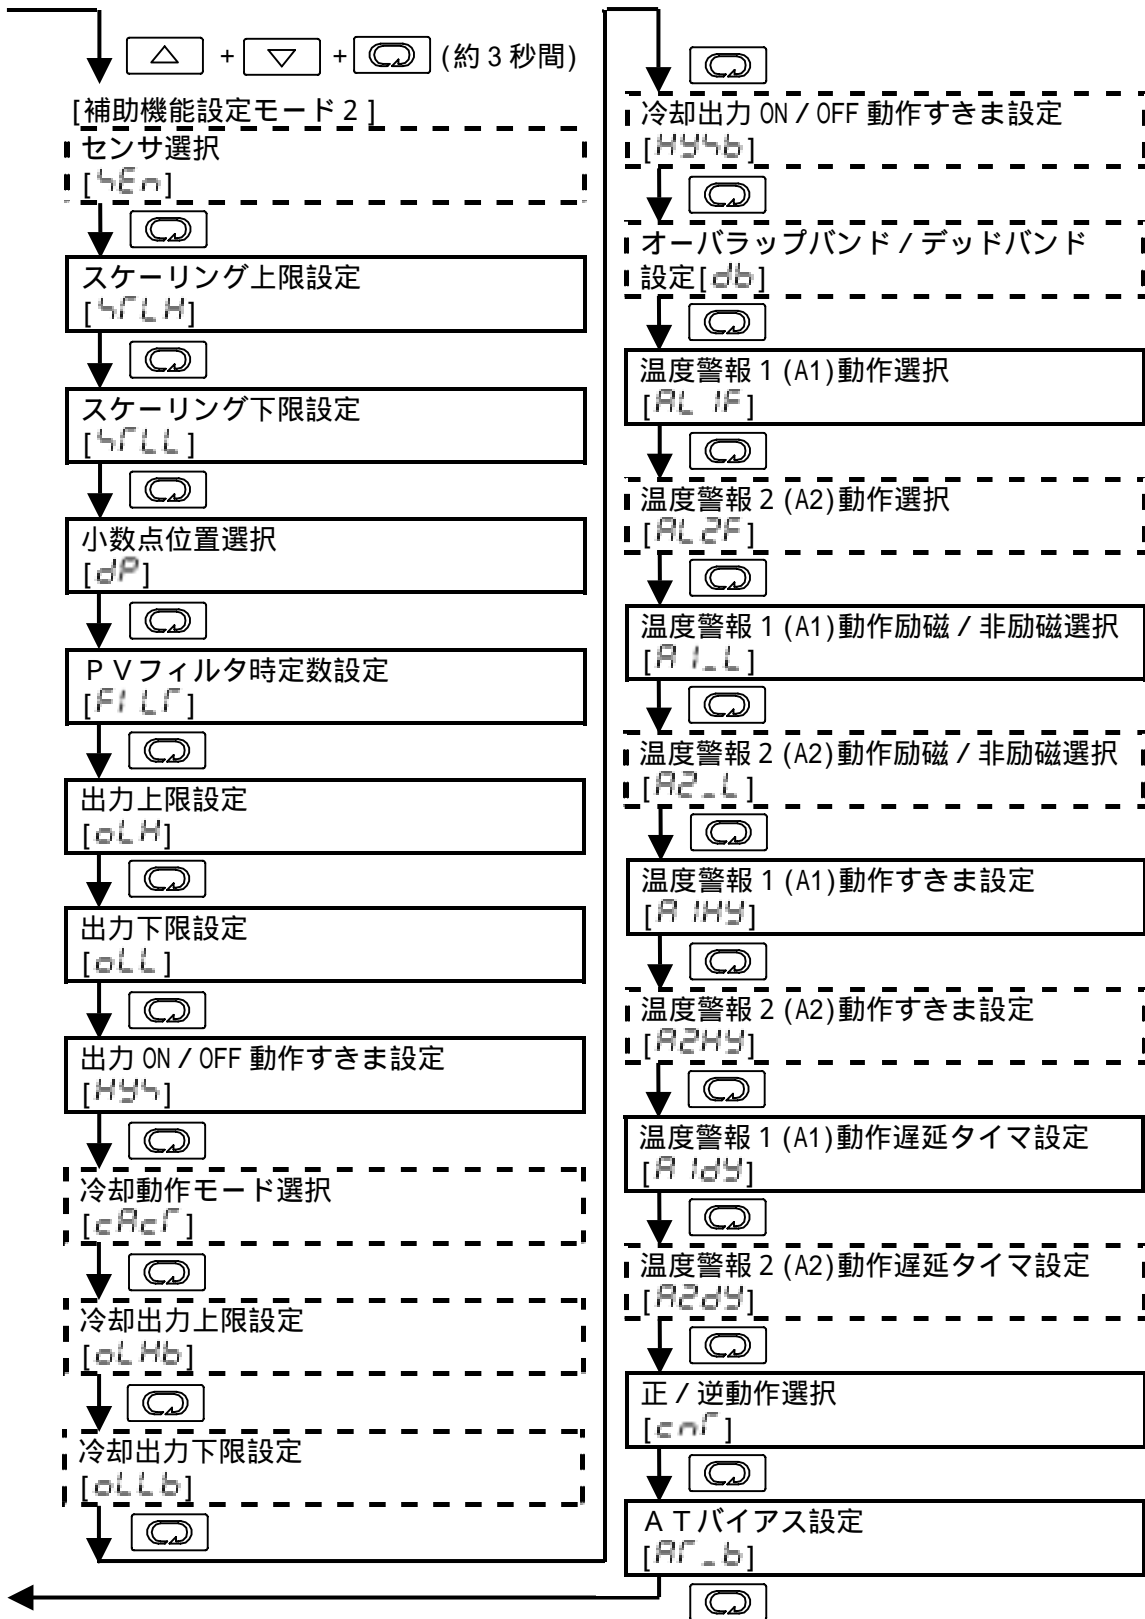 + + (約3秒間)
[補助機能設定モード2]
センサ選択
[SEn]
スケーリング上限設定
[STLH]
スケーリング下限設定
[STLL]
小数点位置選択
[dP]
PVフィルタ時定数設定
[FILT]
出力上限設定
[oLH]
出力下限設定
[oLL]
出力ON/OFF動作すきま設定
[HYS]
冷却動作モード選択
[cAcT]
冷却出力上限設定
[oLHb]
冷却出力下限設定
[oLLb]
冷却出力ON/OFF動作すきま設定
[HYSb]
オーバラップバンド/デッドバンド
設定[db]
温度警報1(A1)動作選択
[AL1F]
温度警報2(A2)動作選択
[AL2F]
温度警報1(A1)動作励磁/非励磁選択
[A1_L]
温度警報2(A2)動作励磁/非励磁選択
[A2_L]
温度警報1(A1)動作すきま設定
[A1HY]
温度警報2(A2)動作すきま設定
[A2HY]
温度警報1(A1)動作遅延タイマ設定
[A1dY]
温度警報2(A2)動作遅延タイマ設定
[A2dY]
正/逆動作選択
[cnT]
ATバイアス設定
[AT_b]